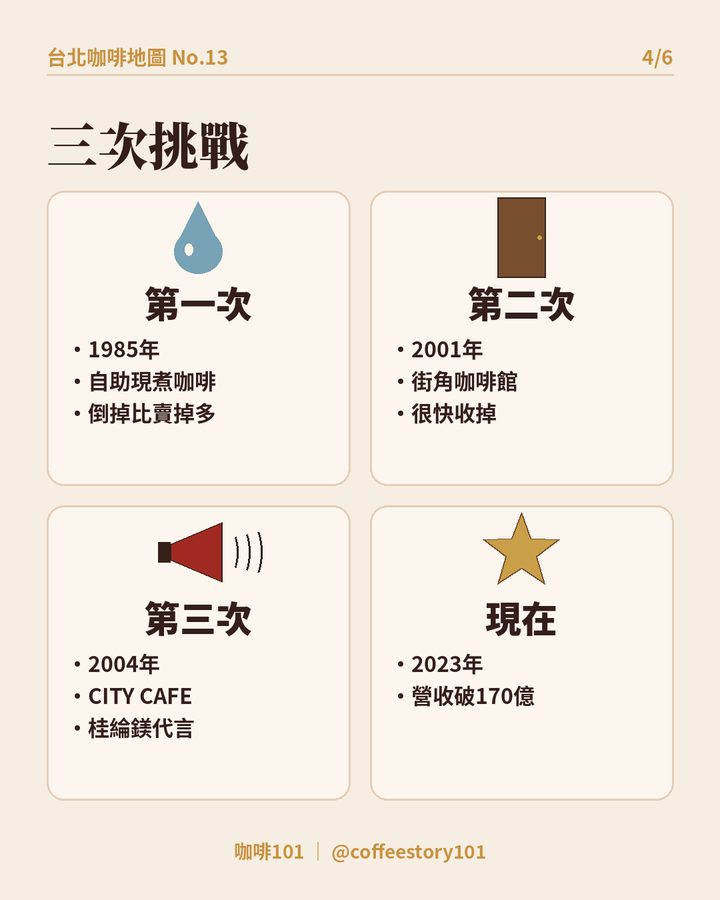 台北咖啡地圖 No.13
4/6
三次挑戰
第一次
・1985年
・自助現煮咖啡
・倒掉比賣掉多
第二次
・2001年
・街角咖啡館
・很快收掉
第三次
・2004年
・CITY CAFE
・桂綸鎂代言
現在
・2023年
・營收破170億
咖啡101｜@coffeestory101